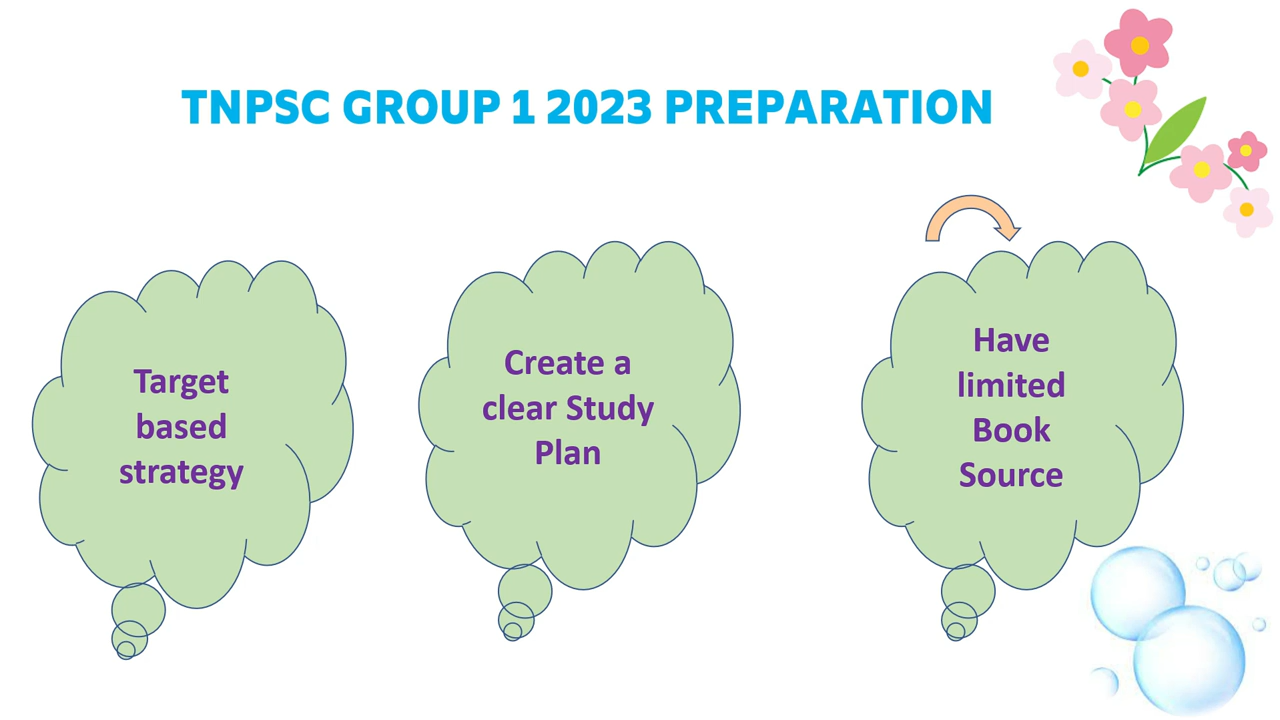 TNPSC GROUP 1 2023 PREPARATION
Target
based
strategy
Create a
clear Study
Plan
Have
limited
Book
Source